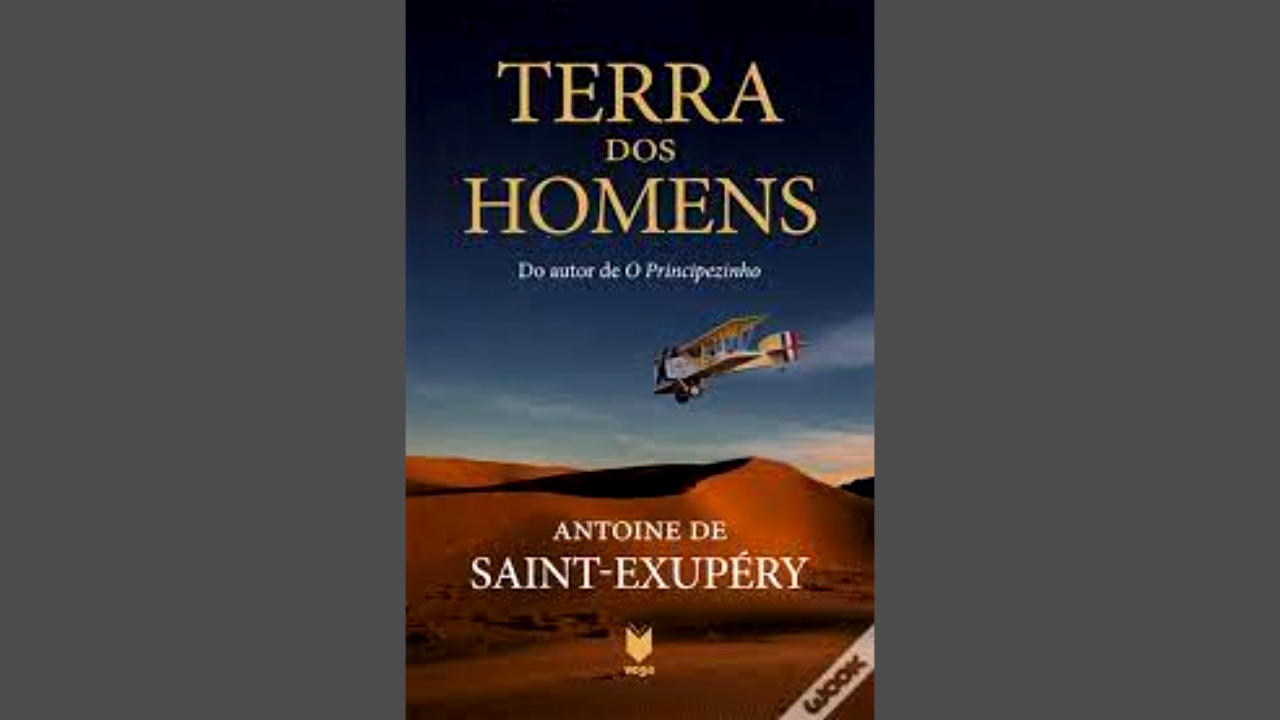 TERRA
DOS
HOMENS
Do autor de O Principezinho
ANTOINE DE
SAINT-EXUPÉRY
vega
WOOK